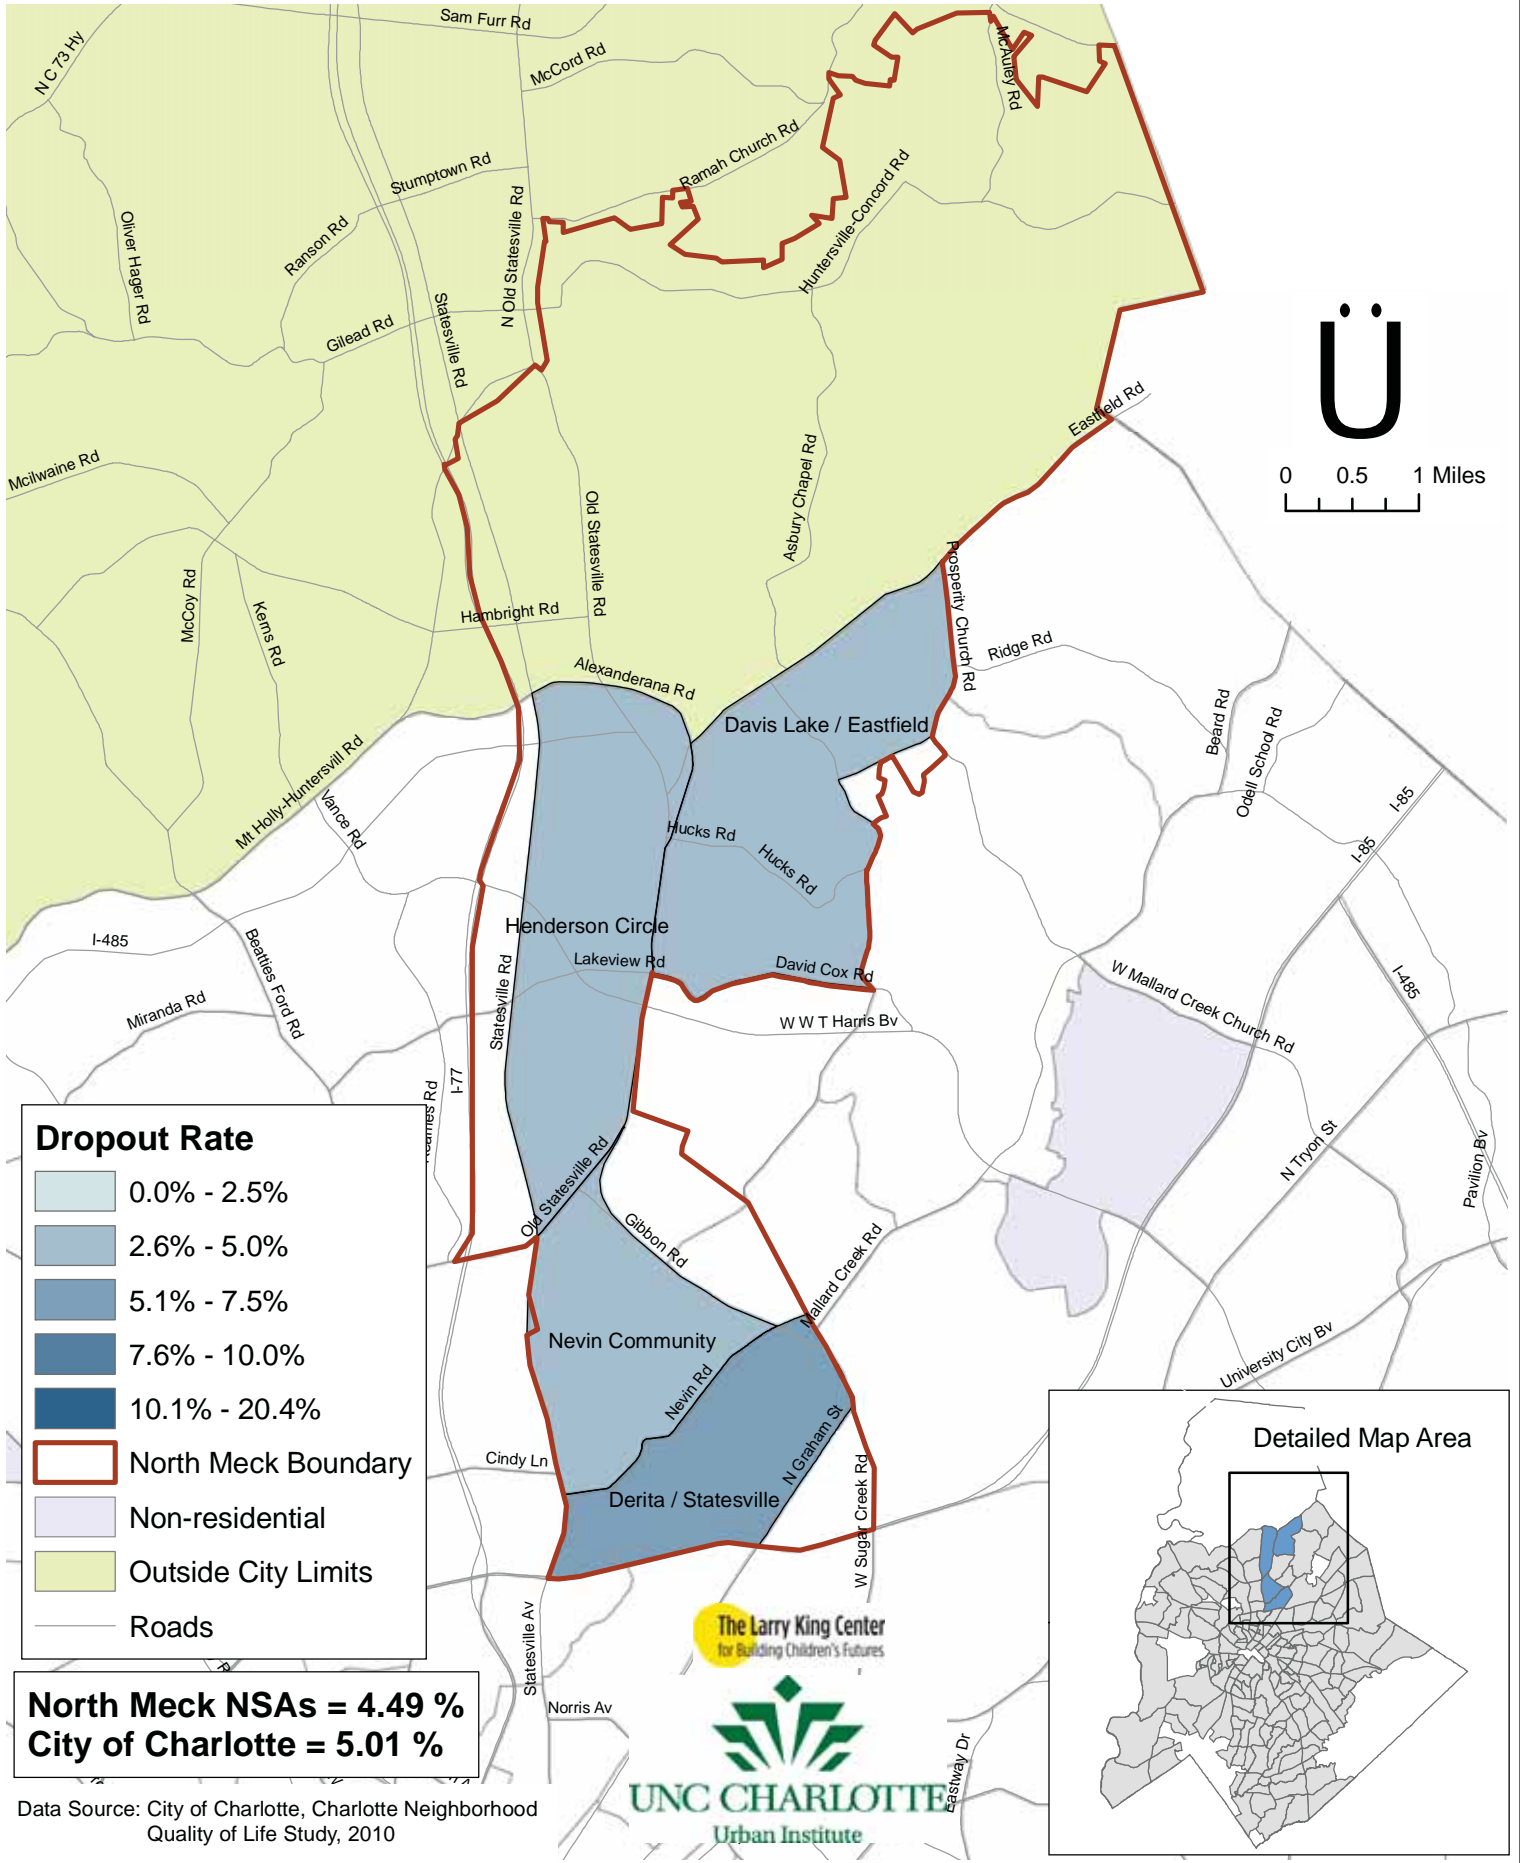 Sam Furr Rd
N C 73 Hy
McCord Rd
McAuley Rd
Ramah Church Rd
Stumptown Rd
Huntersville-Concord Rd
Oliver Hager Rd
Ranson Rd
N Old Statesville Rd
Gilead Rd
Statesville Rd
Ü
Eastfield Rd
0 0.5 1 Miles
Mcilwaine Rd
Asbury Chapel Rd
Old Statesville Rd
Prosperity Church Rd
McCoy Rd
Kerns Rd
Hambright Rd
Ridge Rd
Alexanderana Rd
Beard Rd
Odell School Rd
Davis Lake / Eastfield
Mt Holly-Huntersvill Rd
Vance Rd
I-85
I-85
Hucks Rd
Hucks Rd
Henderson Circle
I-485
Beatties Ford Rd
Lakeview Rd
David Cox Rd
W Mallard Creek Church Rd
I-485
Statesville Rd
Miranda Rd
W W T Harris Bv
I-77
N Tryon St
Pavilion Bv
Old Statesville Rd
Gibbon Rd
Mallard Creek Rd
Nevin Community
Nevin Rd
University City Bv
N Graham St
Cindy Ln
Derita / Statesville
W Sugar Creek Rd
Statesville Av
Norris Av
Eastway Dr
Dropout Rate
0.0% - 2.5%
2.6% - 5.0%
5.1% - 7.5%
7.6% - 10.0%
10.1% - 20.4%
North Meck Boundary
Non-residential
Outside City Limits
Roads
North Meck NSAs = 4.49 %
City of Charlotte = 5.01 %
Data Source: City of Charlotte, Charlotte Neighborhood
Quality of Life Study, 2010
The Larry King Center
for Building Children's Futures
UNC CHARLOTTE
Urban Institute
Detailed Map Area